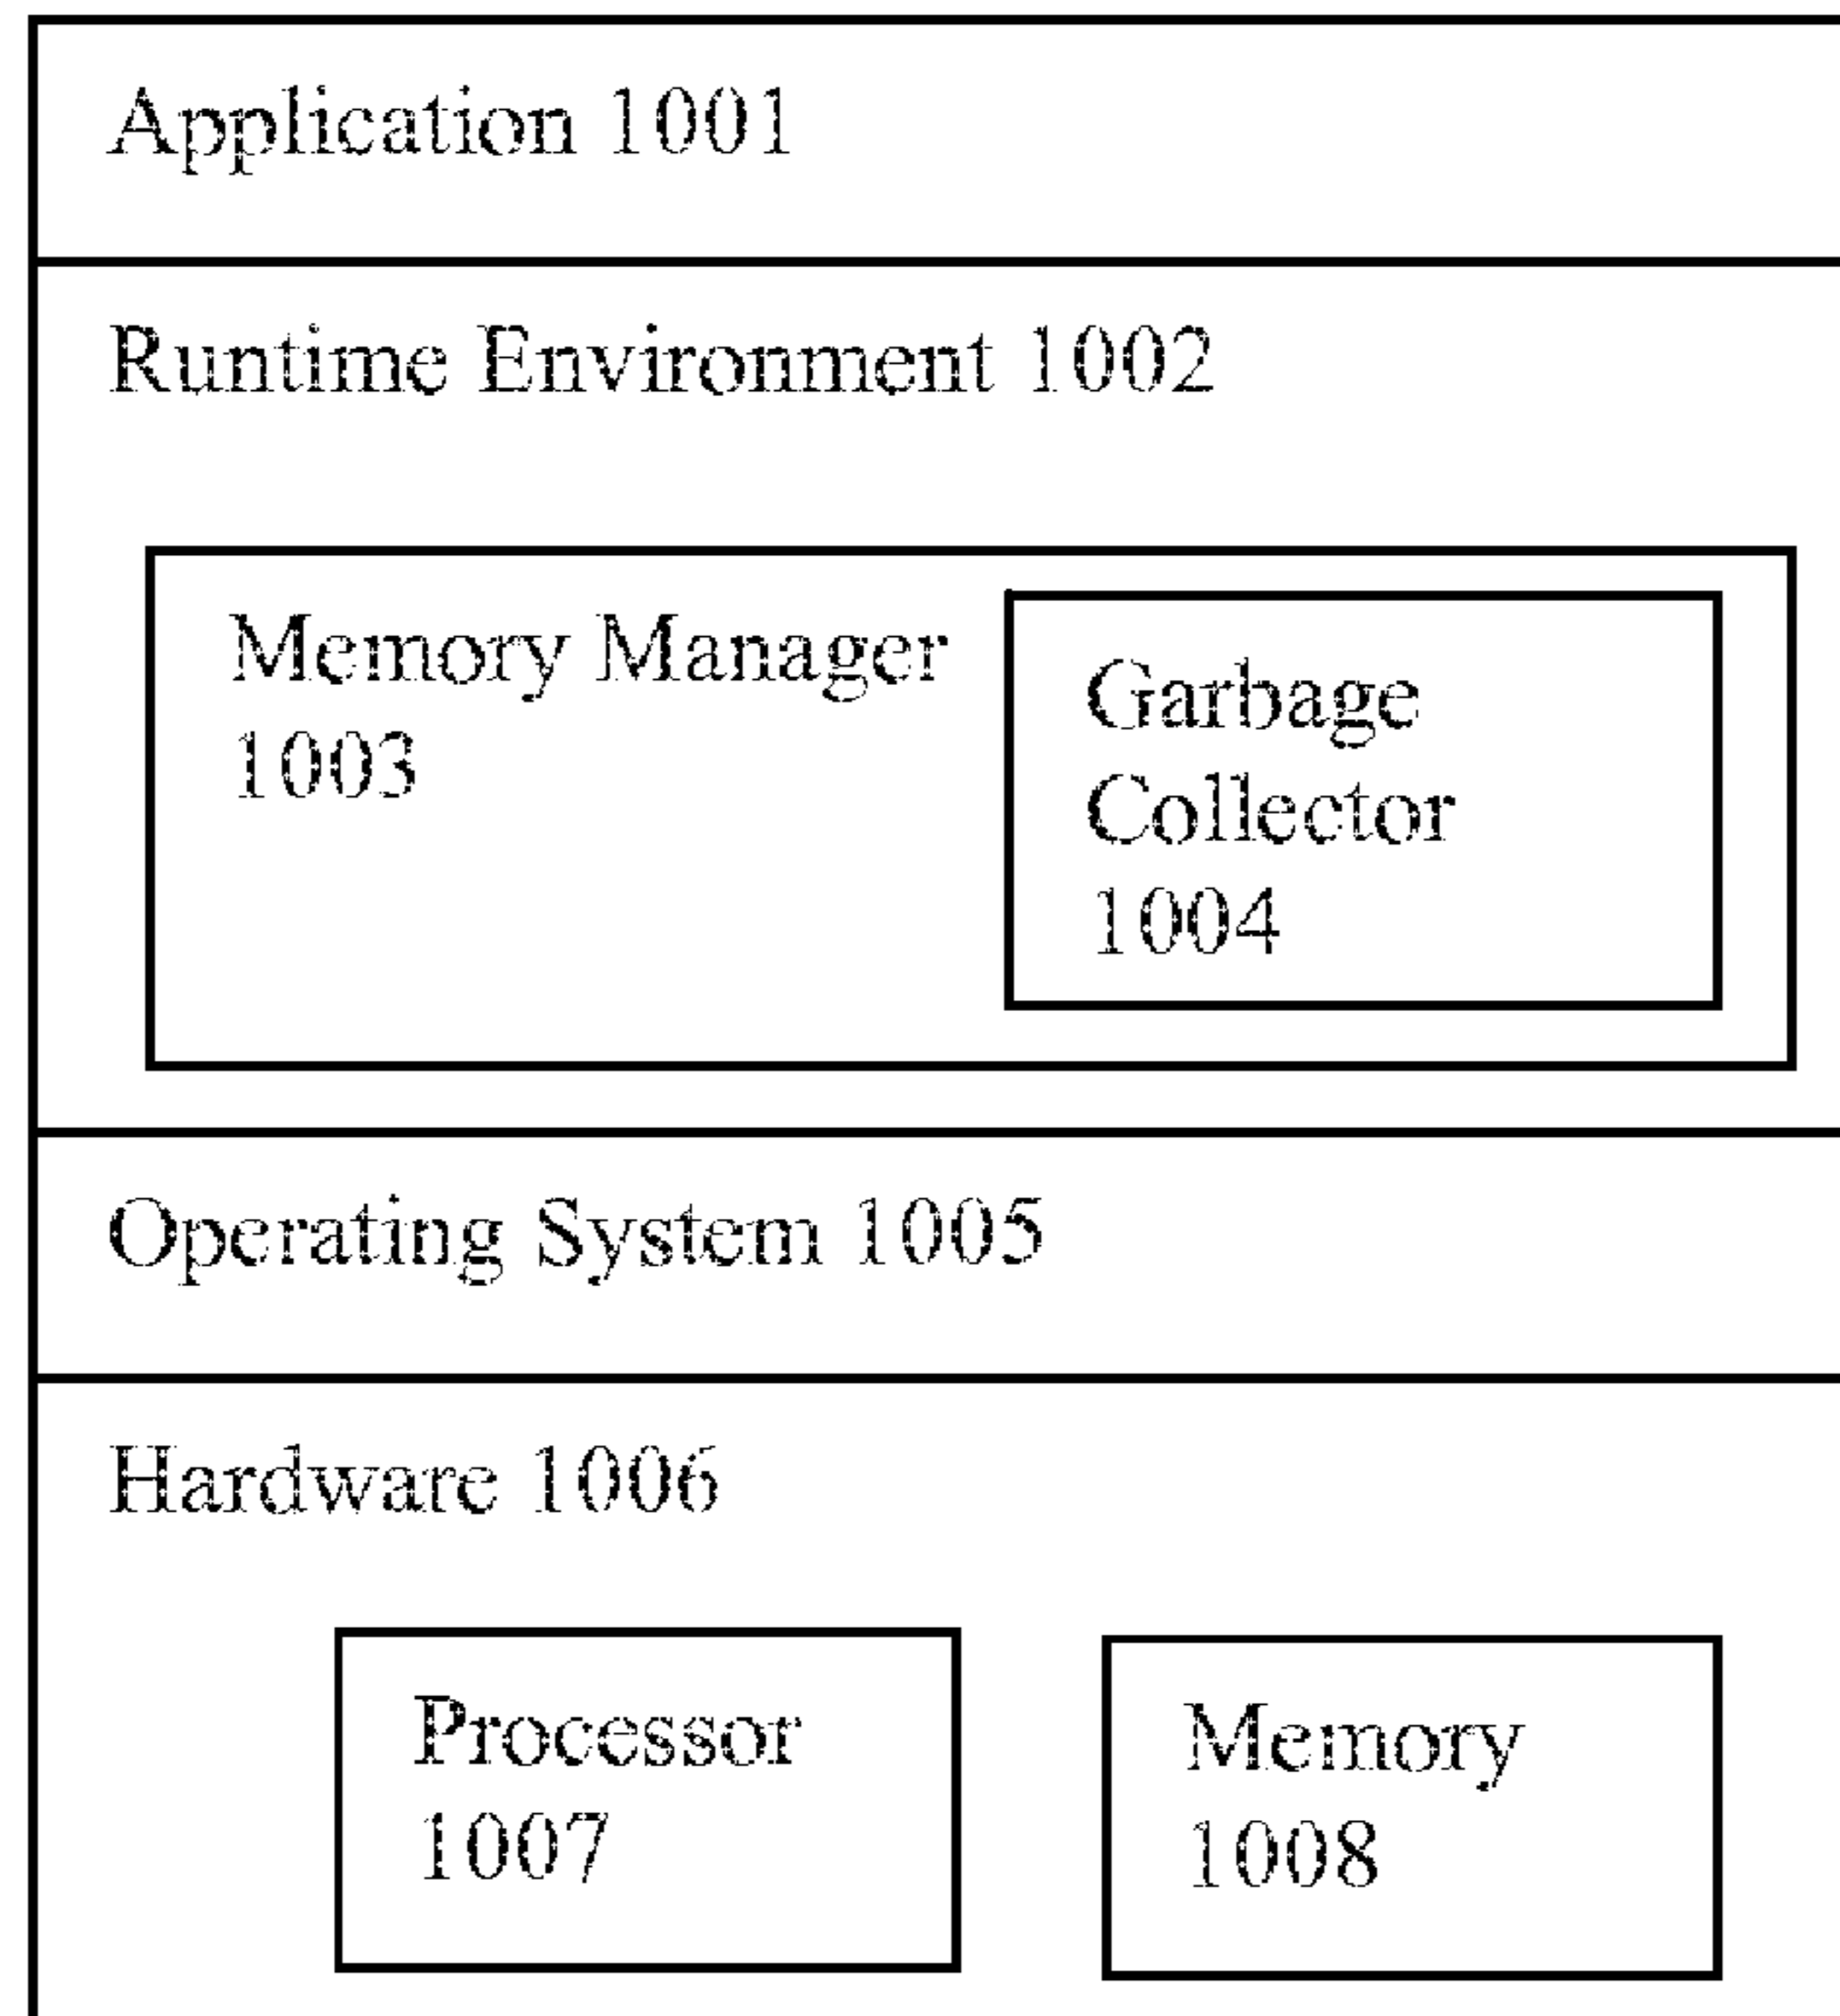 Application 1001
Runtime Environment 1002
Memory Manager
1003
Garbage
Collector
1004
Operating System 1005
Hardware 1006
Processor
1007
Memory
1008